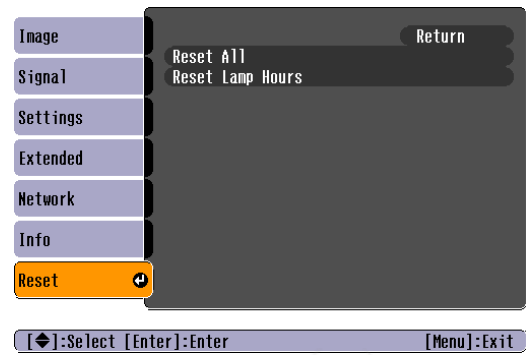 Image
Signal
Settings
Extended
Network
Info
Reset
Return
Reset All
Reset Lamp Hours
[◆]:Select [Enter]:Enter
[Menu]:Exit